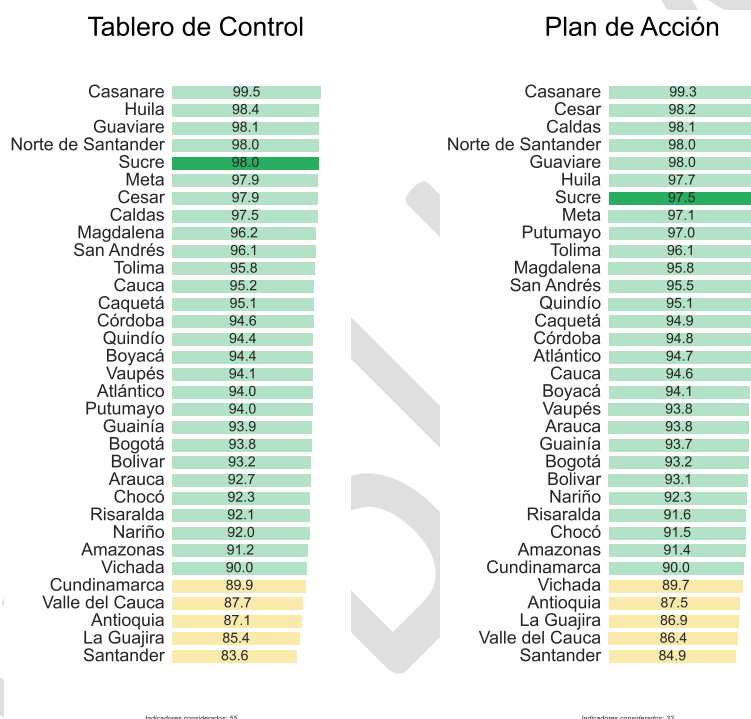 Tablero de Control
Casanare 99.5
Huila 98.4
Guaviare 98.1
Norte de Santander 98.0
Sucre 98.0
Meta 97.9
Cesar 97.9
Caldas 97.5
Magdalena 96.2
San Andrés 96.1
Tolima 95.8
Cauca 95.2
Caquetá 95.1
Córdoba 94.6
Quindío 94.4
Boyacá 94.4
Vaupés 94.1
Atlántico 94.0
Putumayo 94.0
Guainía 93.9
Bogotá 93.8
Bolivar 93.2
Arauca 92.7
Chocó 92.3
Risaralda 92.1
Nariño 92.0
Amazonas 91.2
Vichada 90.0
Cundinamarca 89.9
Valle del Cauca 87.7
Antioquia 87.1
La Guajira 85.4
Santander 83.6
Indicadores considerados: 55
Plan de Acción
Casanare 99.3
Cesar 98.2
Caldas 98.1
Norte de Santander 98.0
Guaviare 98.0
Huila 97.7
Sucre 97.5
Meta 97.1
Putumayo 97.0
Tolima 96.1
Magdalena 95.8
San Andrés 95.5
Quindío 95.1
Caquetá 94.9
Córdoba 94.8
Atlántico 94.7
Cauca 94.6
Boyacá 94.1
Vaupés 93.8
Arauca 93.8
Guainía 93.7
Bogotá 93.2
Bolivar 93.1
Nariño 92.3
Risaralda 91.6
Chocó 91.5
Amazonas 91.4
Cundinamarca 90.0
Vichada 89.7
Antioquia 87.5
La Guajira 86.9
Valle del Cauca 86.4
Santander 84.9
Indicadores considerados: 33